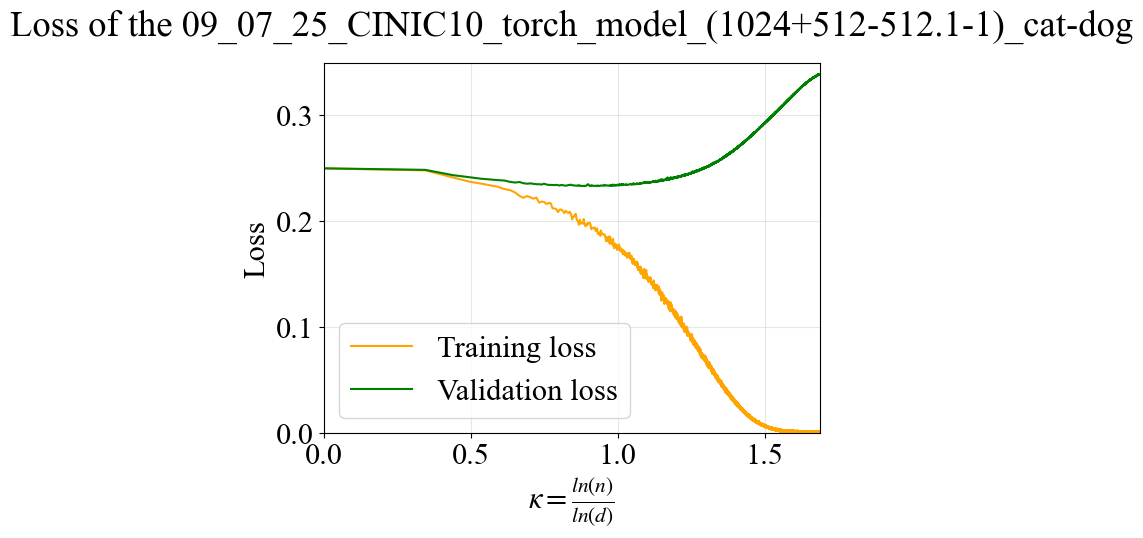 Loss of the 09_07_25_CINIC10_torch_model_(1024+512-512.1-1)_cat-dog
0.3
0.2
0.1
0.0
Loss
Training loss
Validation loss
0.0 0.5 1.0 1.5
κ = ln(n)/ln(d)